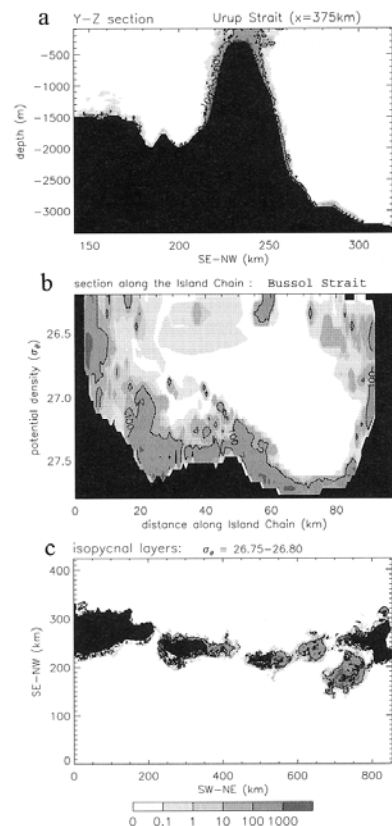 a Y-Z section Urup Strait (x=375km)
depth (m)
-500
-1000
-1500
-2000
-2500
-3000
150 200 250 300
SE-NW (km)
b section along the Island Chain : Bussol Strait
potential density (σθ)
26.5
27.0
27.5
0 20 40 60 80
distance along Island Chain (km)
c isopycnal layers: σθ = 26.75-26.80
SE-NW (km)
400
300
200
100
0
0 200 400 600 800
SW-NE (km)
0 0.1 1 10 100 1000